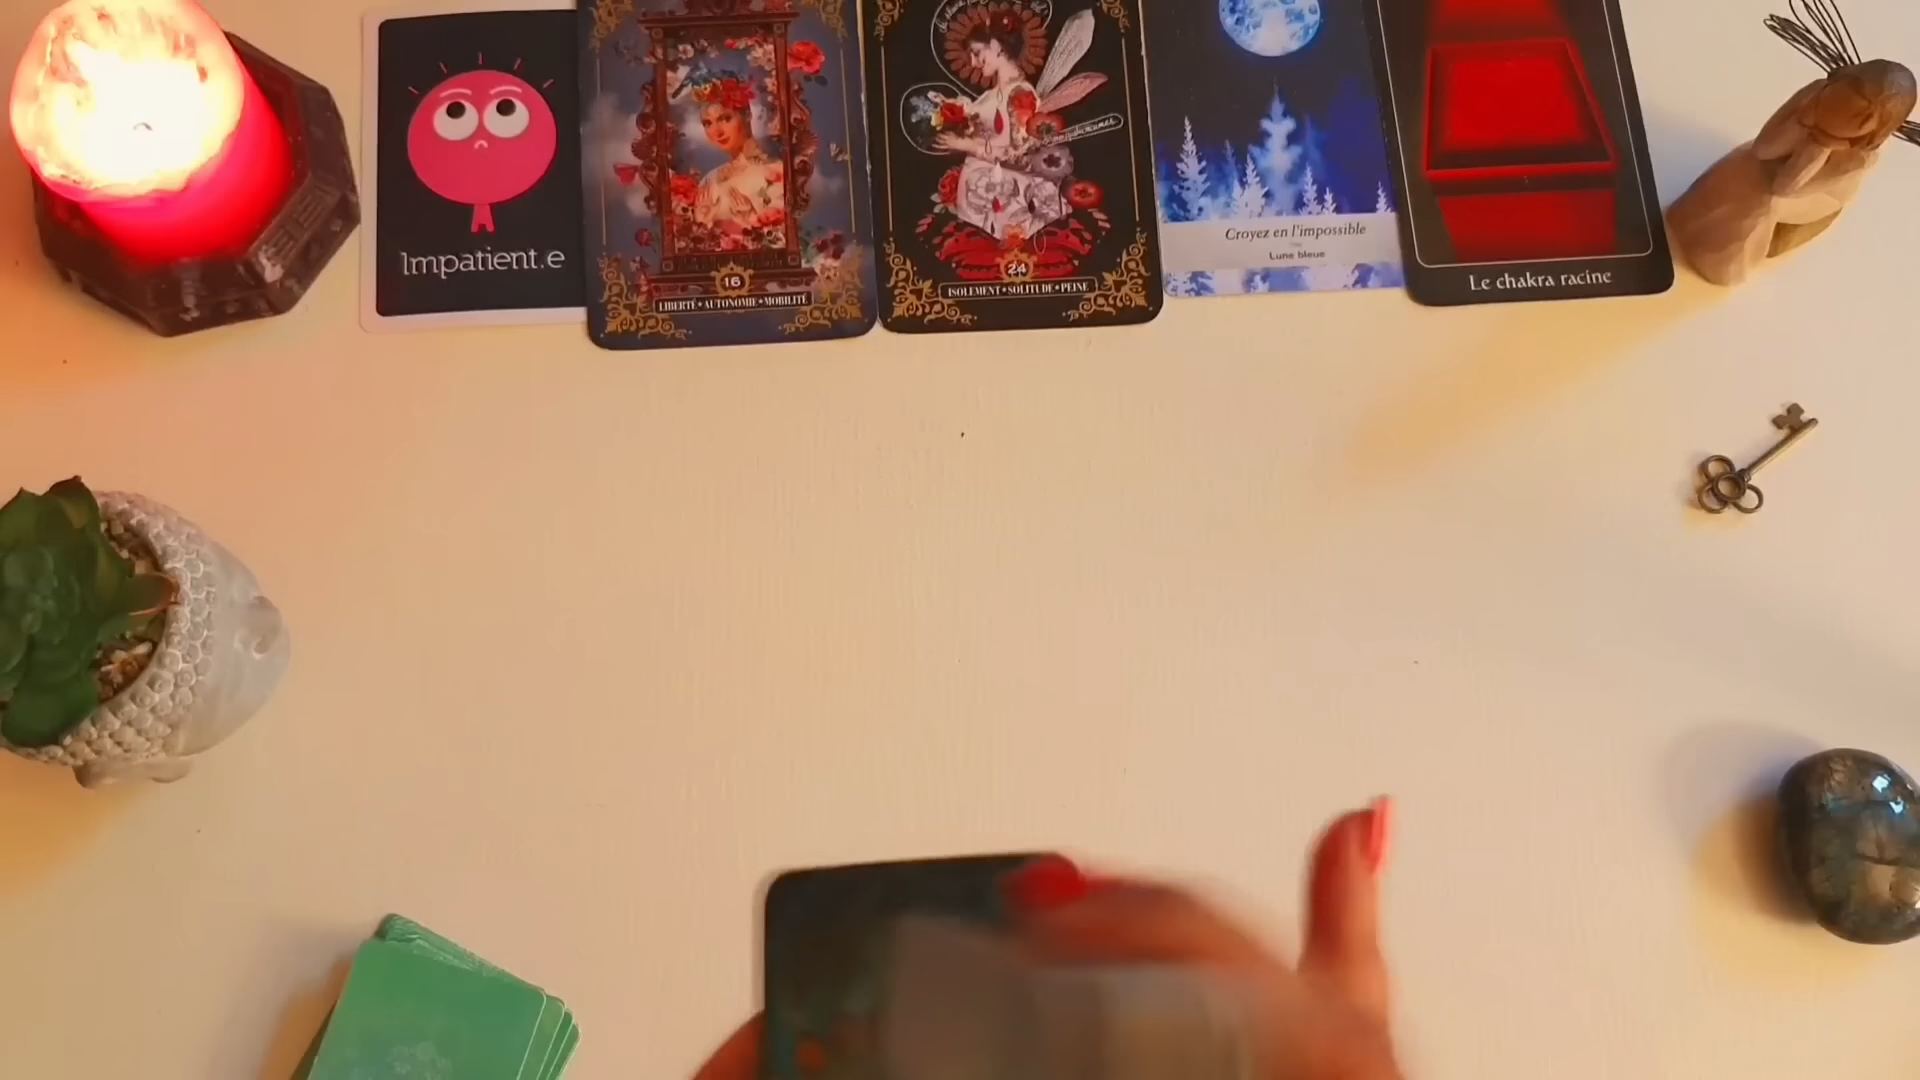 Impatient.e
16
LIBERTÉ • AUTONOMIE • MOBILITÉ
24
ISOLEMENT • SOLITUDE • PEINE
Croyez en l'impossible
Lune bleue
Le chakra racine